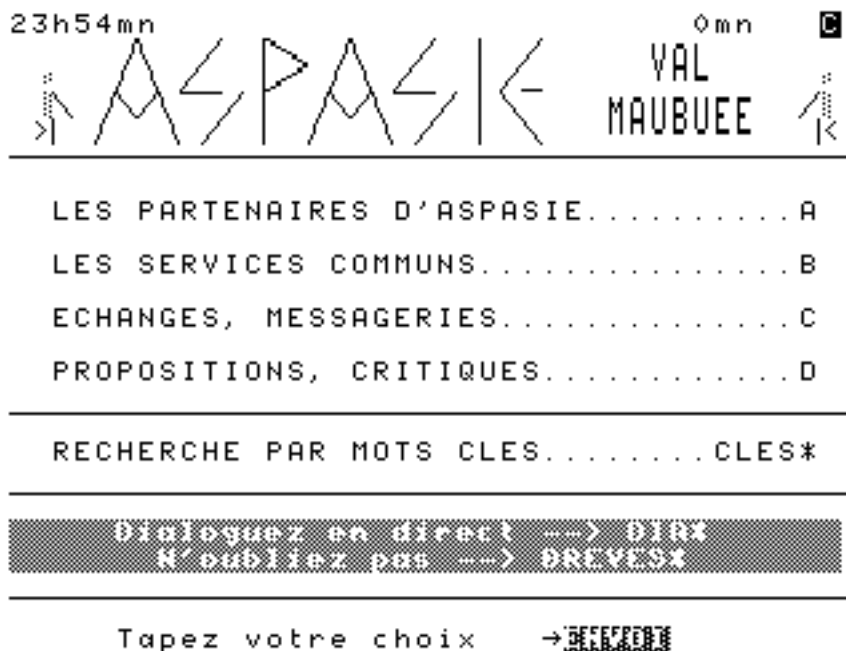 23h54mn 0mn C
ASPASIE VAL
MAUBUEE
LES PARTENAIRES D'ASPASIE..........A
LES SERVICES COMMUNS...............B
ECHANGES, MESSAGERIES..............C
PROPOSITIONS, CRITIQUES............D
RECHERCHE PAR MOTS CLES........CLES*
Dialoguez en direct --> DIR*
N'oubliez pas --> BREVES*
Tapez votre choix →